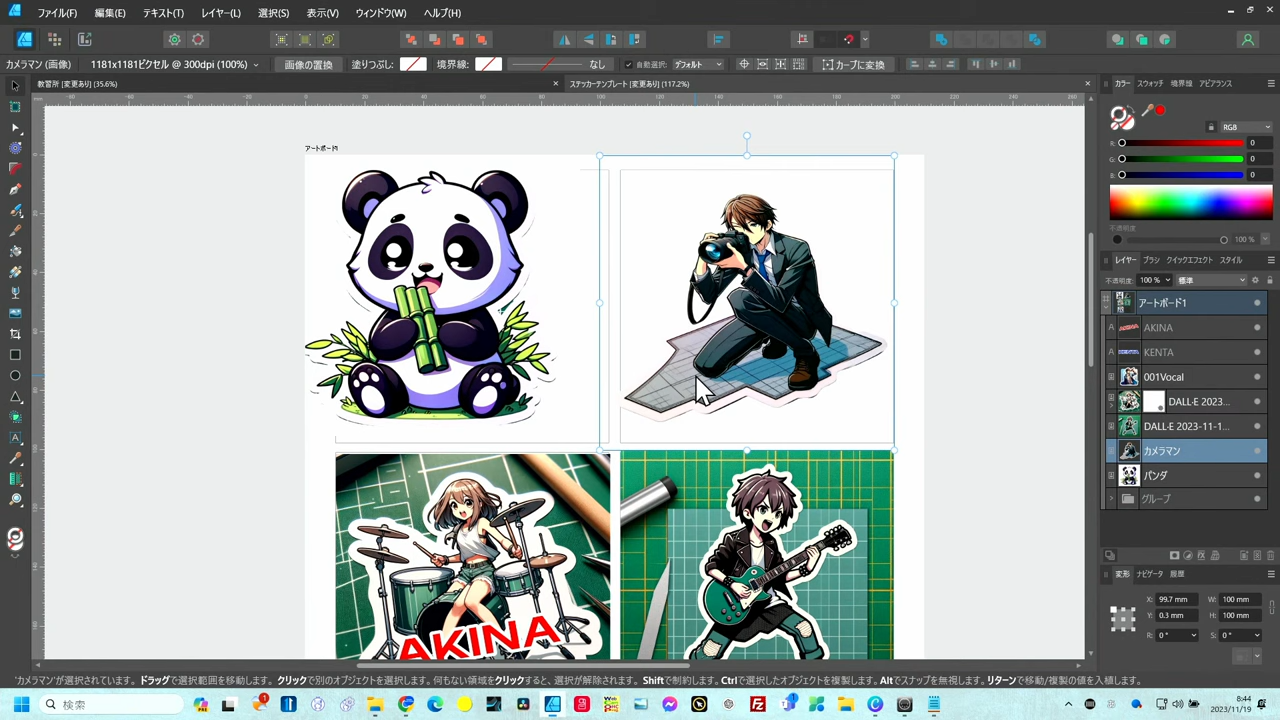 ファイル(F) 編集(E) テキスト(T) レイヤー(L) 選択(S) 表示(V) ウィンドウ(W) ヘルプ(H)
カメラマン (画像) 1181x1181ピクセル @ 300dpi (100%) 画像の置換 塗りつぶし: 境界線: なし 自動選択: デフォルト カーブに変換
教習所 [変更あり] (35.6%) ステッカーテンプレート [変更あり] (117.2%)
カラー スウォッチ 境界線 アピアランス
RGB
R: 0
G: 0
B: 0
不透明度
100 %
レイヤー ブラシ クイックエフェクト スタイル
不透明度: 100 % 標準
アートボード1
アートボード1
AKINA
KENTA
001Vocal
DALL·E 2023...
DALL·E 2023-11-1...
カメラマン
パンダ
グループ
AKINA
変形 ナビゲータ 履歴
X: 99.7 mm W: 100 mm
Y: 0.3 mm H: 100 mm
R: 0 ° S: 0 °
'カメラマン'が選択されています。 ドラッグで選択範囲を移動します。 クリックで別のオブジェクトを選択します。 何もない領域をクリックすると、選択が解除されます。 Shiftで制約します。 Ctrlで選択したオブジェクトを複製します。 Altでスナップを無視します。 リターンで移動/複製の値を入植します。
検索
8:44
2023/11/19